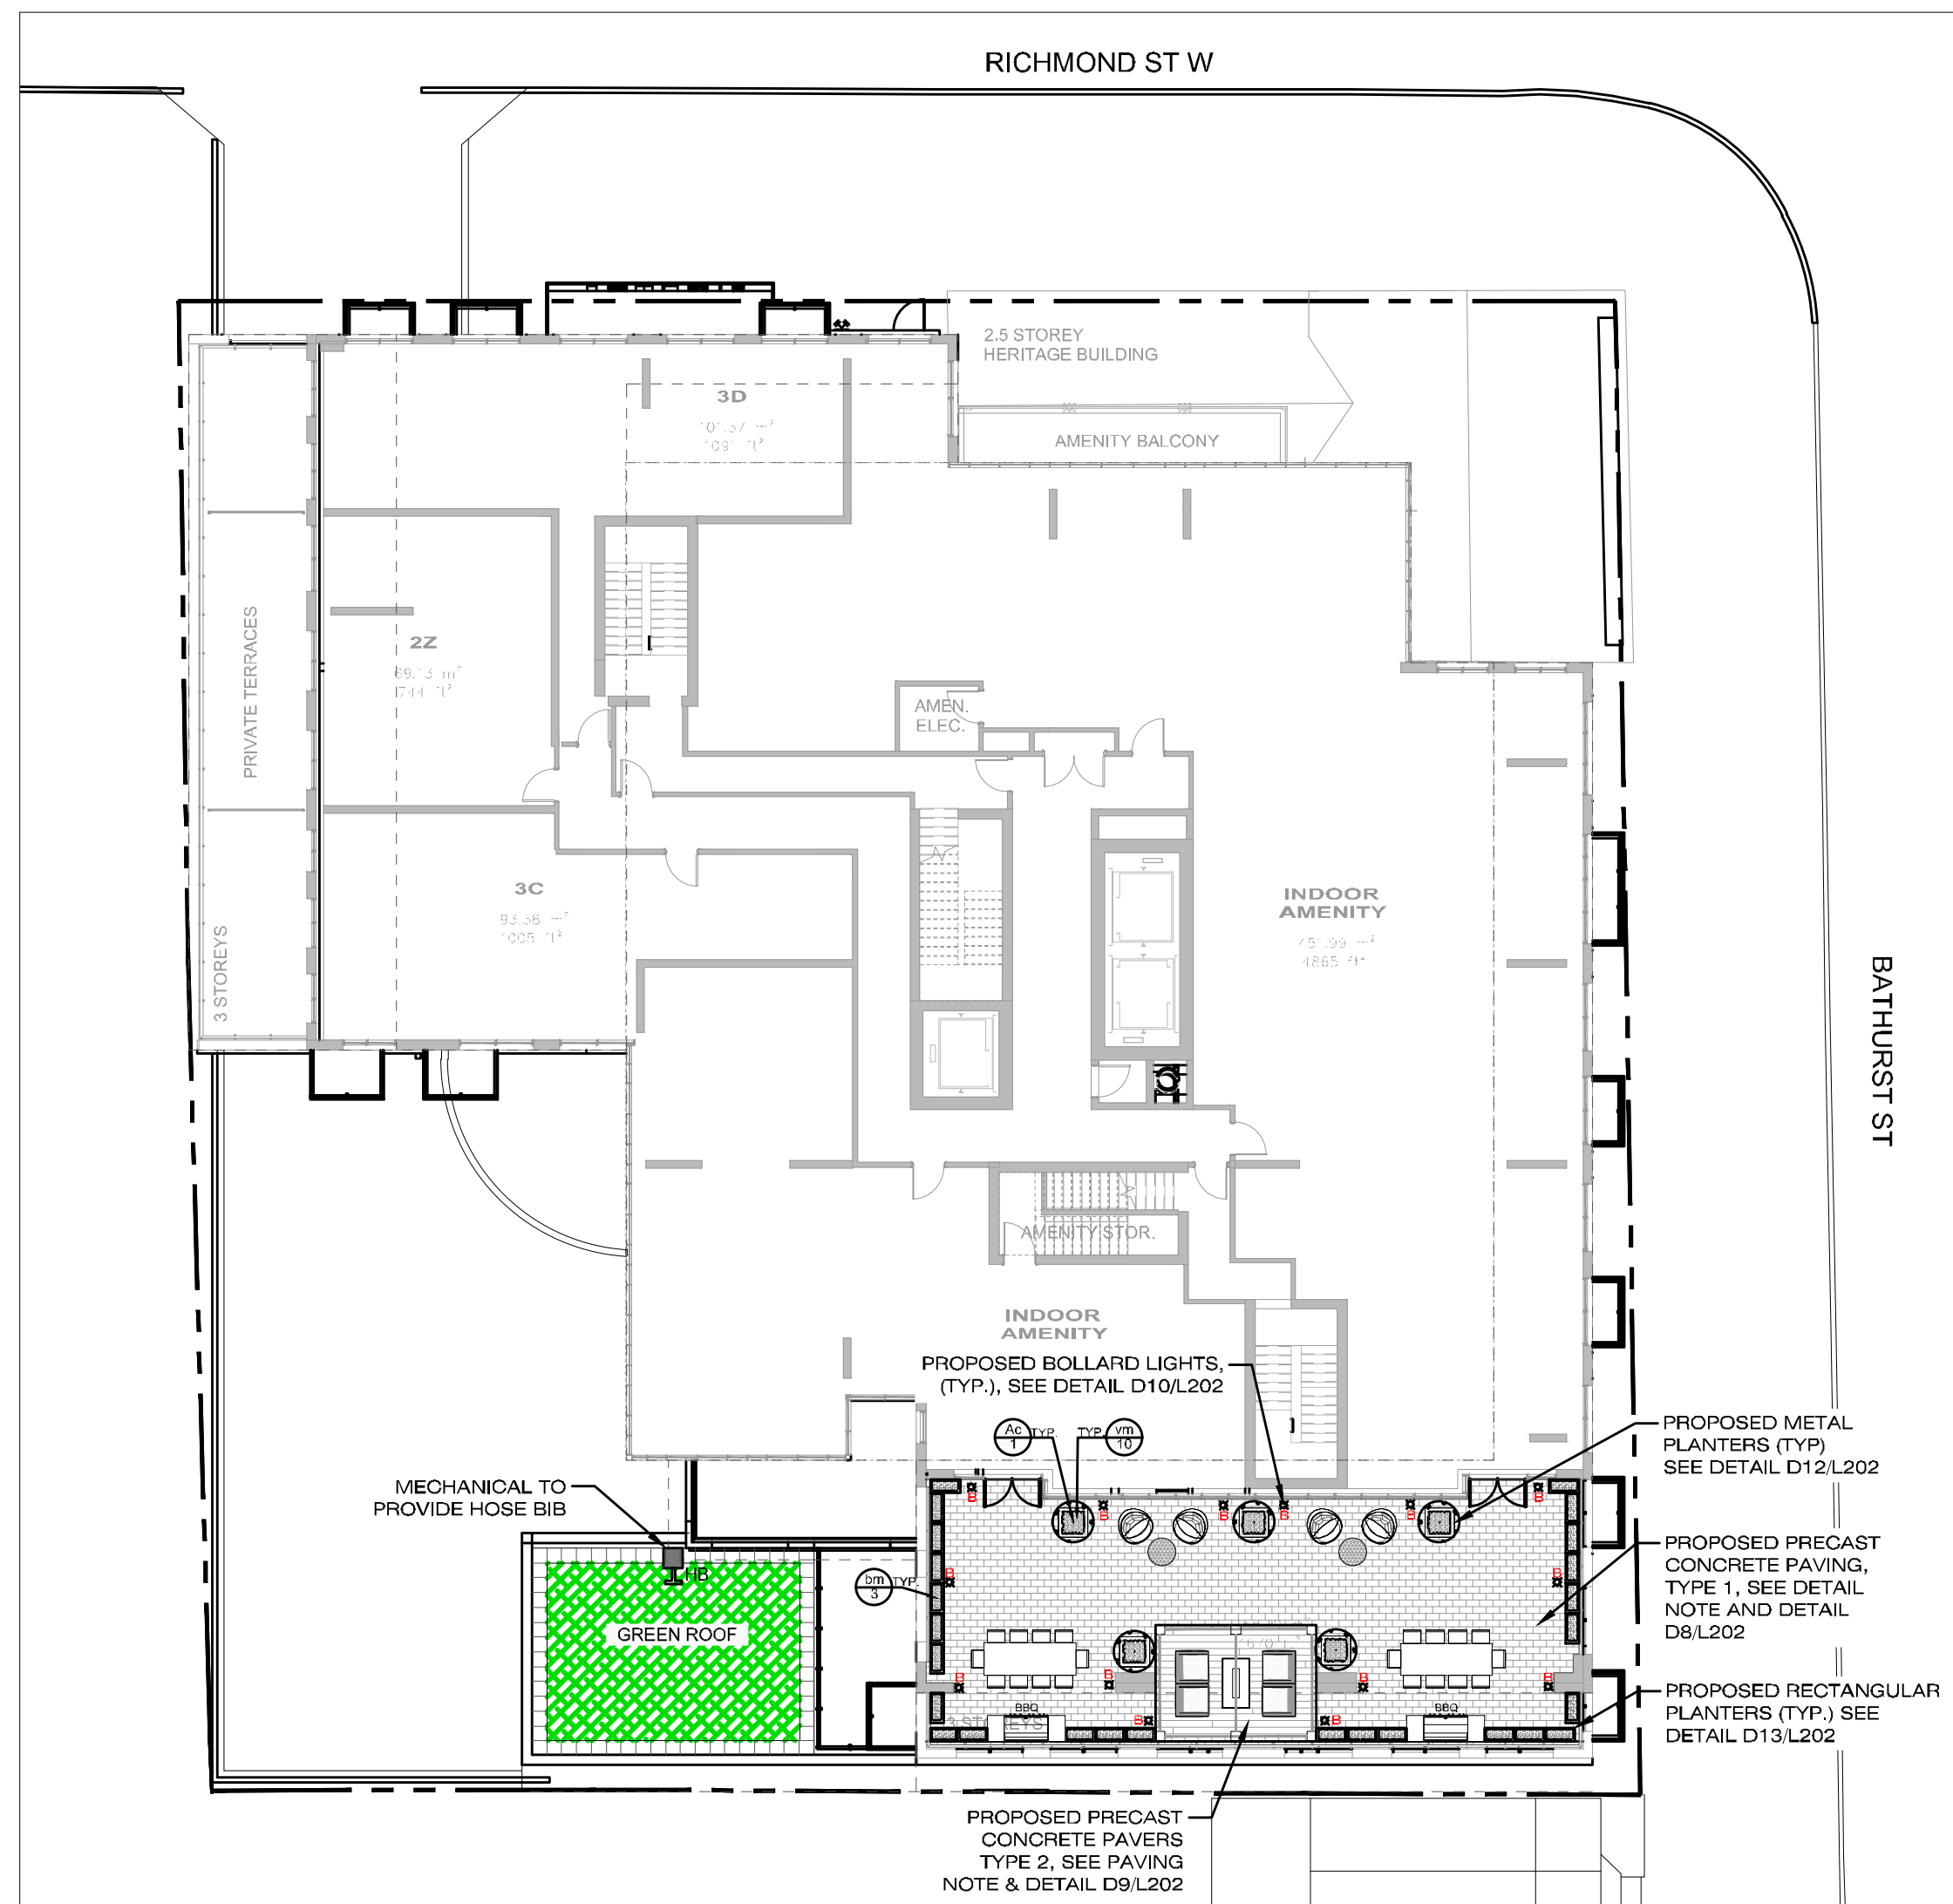 RICHMOND ST W
2.5 STOREY
HERITAGE BUILDING
3D
AMENITY BALCONY
PRIVATE TERRACES
2Z
AMEN.
ELEC.
3 STOREYS
3C
INDOOR
AMENITY
4865 ft²
BATHURST ST
AMENITY STOR.
INDOOR
AMENITY
PROPOSED BOLLARD LIGHTS,
(TYP.), SEE DETAIL D10/L202
Ac
1
TYP.
TYP.
vm
10
PROPOSED METAL
PLANTERS (TYP)
SEE DETAIL D12/L202
MECHANICAL TO
PROVIDE HOSE BIB
B
B
B
B
B
B
PROPOSED PRECAST
CONCRETE PAVING,
TYPE 1, SEE DETAIL
NOTE AND DETAIL
D8/L202
HB
bm
3
TYP.
B
B
GREEN ROOF
B
B
B
B
PROPOSED RECTANGULAR
PLANTERS (TYP.) SEE
DETAIL D13/L202
BBQ
BBQ
3 STOREYS
B
B
PROPOSED PRECAST
CONCRETE PAVERS
TYPE 2, SEE PAVING
NOTE & DETAIL D9/L202